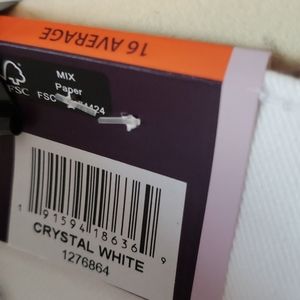 16 AVERAGE
FSC
MIX
Paper
FSC
1 91594 18636 9
CRYSTAL WHITE
1276864